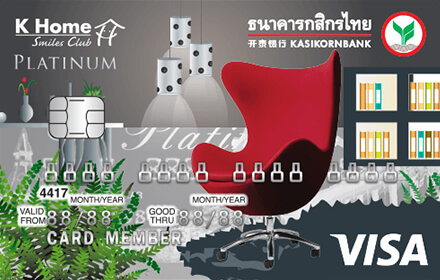 K Home
Smiles Club
PLATINUM
ธนาคารกสิกรไทย
开泰银行 KASIKORNBANK
Platinum
4417
MONTH/YEAR MONTH/YEAR
VALID FROM 88/88 GOOD THRU 88/88
CARD MEMBER
VISA